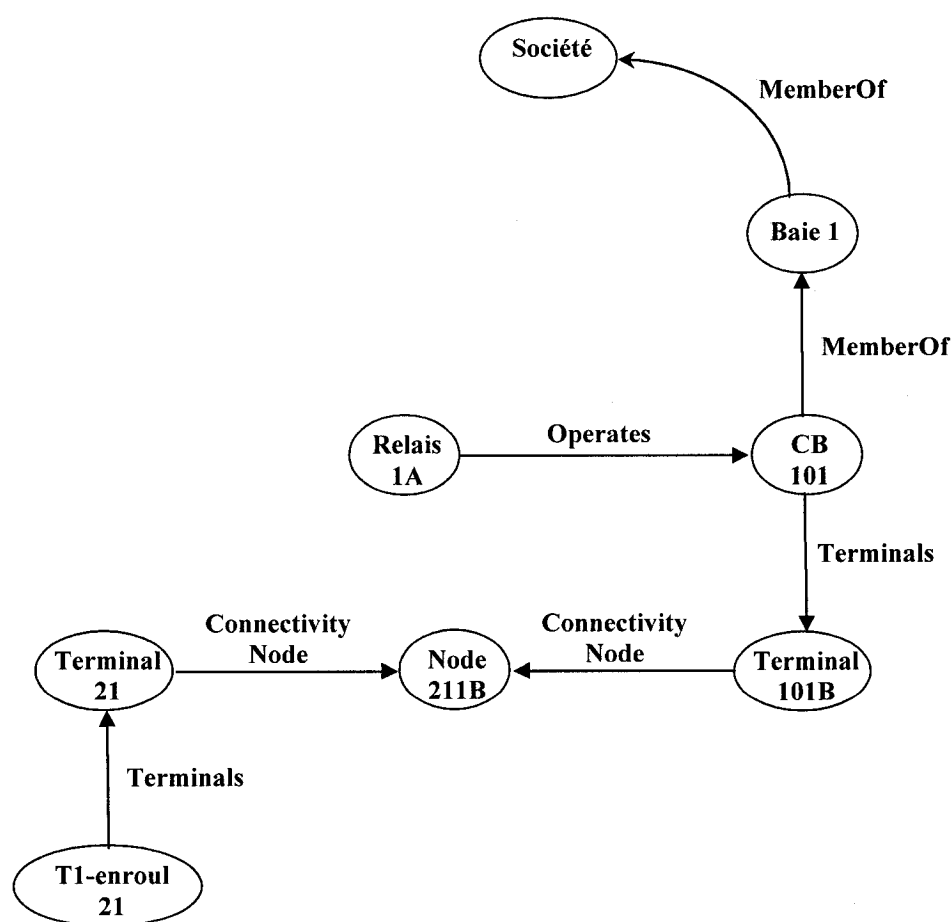 Société
MemberOf
Baie 1
MemberOf
Relais
1A
Operates
CB
101
Terminals
Connectivity
Node
Connectivity
Node
Terminal
21
Node
211B
Terminal
101B
Terminals
T1-enroul
21